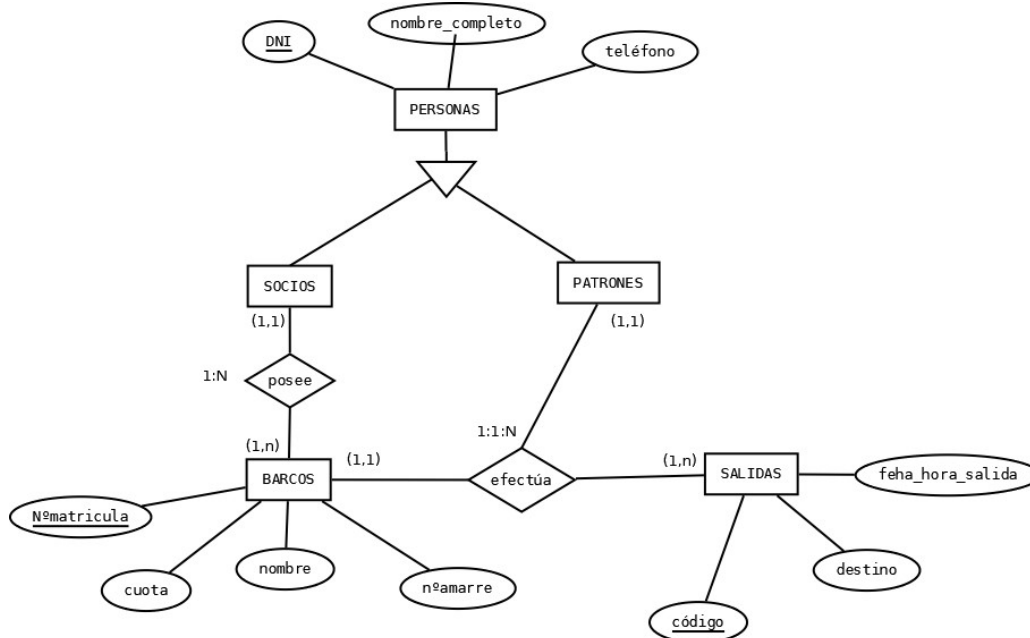 nombre_completo
DNI
teléfono
PERSONAS
SOCIOS
PATRONES
(1,1)
(1,1)
1:N
posee
1:1:N
(1,n)
(1,1)
(1,n)
BARCOS
efectúa
SALIDAS
feha_hora_salida
Nºmatricula
nombre
destino
cuota
nºamarre
código